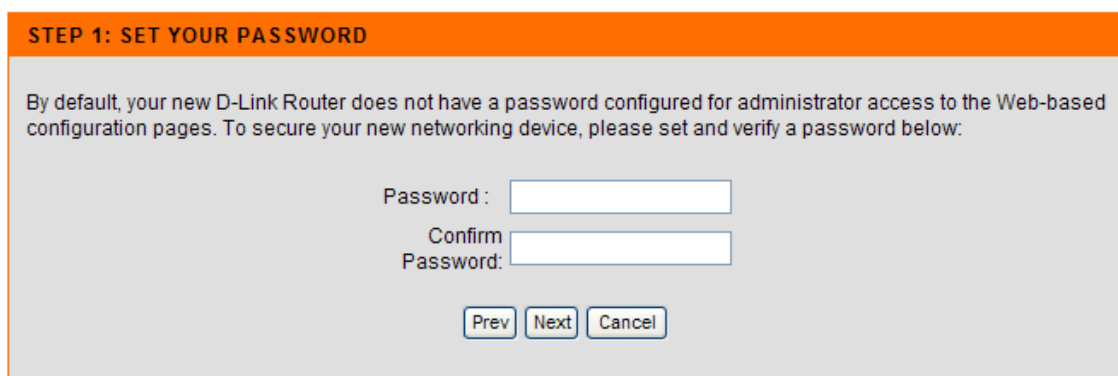 STEP 1: SET YOUR PASSWORD
By default, your new D-Link Router does not have a password configured for administrator access to the Web-based
configuration pages. To secure your new networking device, please set and verify a password below:
Password :
Confirm
Password:
Prev Next Cancel